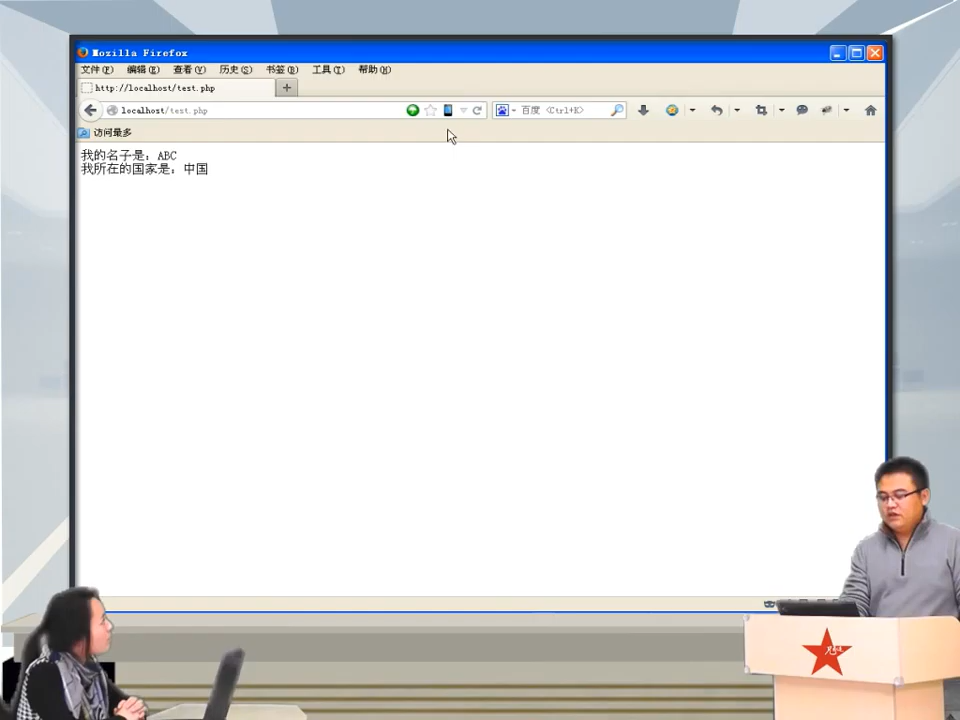 Mozilla Firefox
文件(F) 编辑(E) 查看(V) 历史(S) 书签(B) 工具(T) 帮助(H)
http://localhost/test.php
localhost/test.php
百度 <Ctrl+K>
访问最多
我的名子是：ABC
我所在的国家是：中国